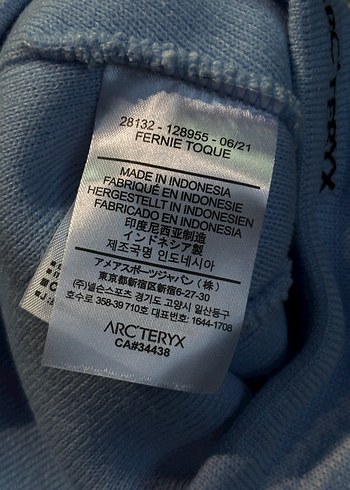 28132 - 128955 - 06/21
FERNIE TOQUE
MADE IN INDONESIA
FABRIQUÉ EN INDONÉSIE
HERGESTELLT IN INDONESIEN
FABRICADO EN INDONESIA
印度尼西亚制造
インドネシア製
제조국명 인도네시아
アメアスポーツジャパン(株)
東京都新宿区新宿6-27-30
(주)넬슨스포츠 경기도 고양시 일산동구
호수로 358-39 710호 대표번호: 1644-1708
ARC'TERYX
CA#34438
RC'TERYX